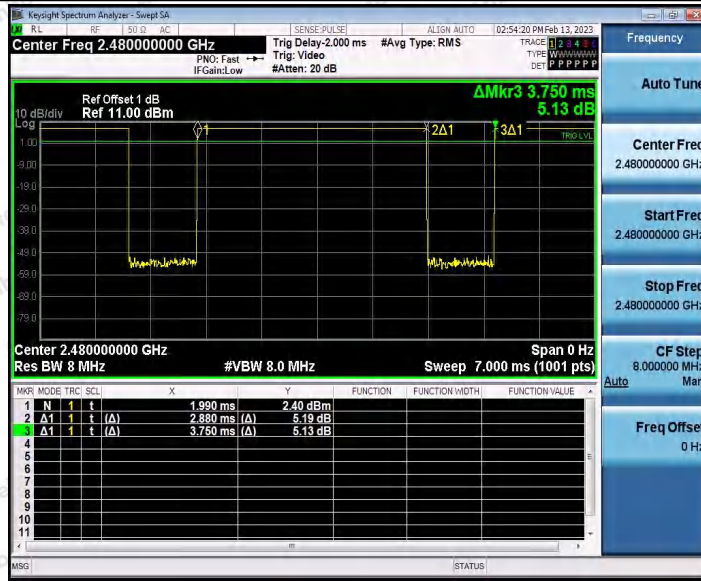 Keysight Spectrum Analyzer - Swept SA
RL RF 50 Ω AC SENSE:PULSE ALIGN AUTO 02:54:20 PM Feb 13, 2023
Center Freq 2.480000000 GHz
PNO: Fast
IFGain:Low
Trig Delay-2.000 ms
Trig: Video
#Atten: 20 dB
#Avg Type: RMS
TRACE 1 2 3 4 5 6
TYPE W
DET P P P P P P
Ref Offset 1 dB
10 dB/div Ref 11.00 dBm
Log
ΔMkr3 3.750 ms
5.13 dB
1 2Δ1 3Δ1
TRIG LVL
1.00
-9.00
-19.0
-29.0
-39.0
-49.0
-59.0
-69.0
-79.0
Center 2.480000000 GHz Span 0 Hz
Res BW 8 MHz #VBW 8.0 MHz Sweep 7.000 ms (1001 pts)
MKR MODE TRC SCL X Y FUNCTION FUNCTION WIDTH FUNCTION VALUE
1 N 1 t 1.990 ms 2.40 dBm
2 Δ1 1 t (Δ) 2.880 ms (Δ) 5.19 dB
3 Δ1 1 t (Δ) 3.750 ms (Δ) 5.13 dB
4
5
6
7
8
9
10
11
MSG STATUS
Frequency
Auto Tune
Center Freq
2.480000000 GHz
Start Freq
2.480000000 GHz
Stop Freq
2.480000000 GHz
CF Step
8.000000 MHz
Auto Man
Freq Offset
0 Hz